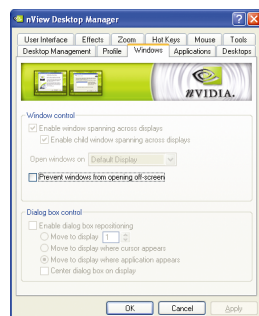 nView Desktop Manager
User Interface Effects Zoom Hot Keys Mouse Tools
Desktop Management Profile Windows Applications Desktops
NVIDIA.
Window control
Enable window spanning across displays
Enable child window spanning across displays
Open windows on Default Display
Prevent windows from opening off-screen
Dialog box control
Enable dialog box repositioning
Move to display 1
Move to display where cursor appears
Move to display where application appears
Center dialog box on display
OK Cancel Apply